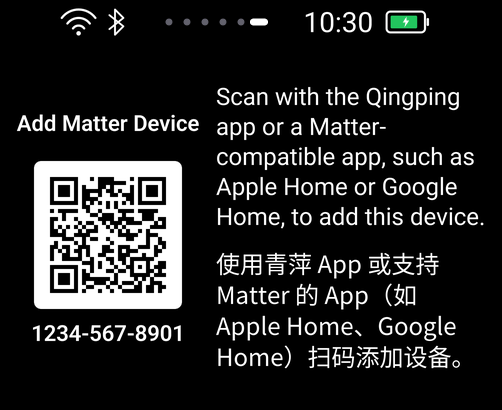 10:30
Add Matter Device
1234-567-8901
Scan with the Qingping
app or a Matter-
compatible app, such as
Apple Home or Google
Home, to add this device.
使用青萍 App 或支持
Matter 的 App（如
Apple Home、Google
Home）扫码添加设备。